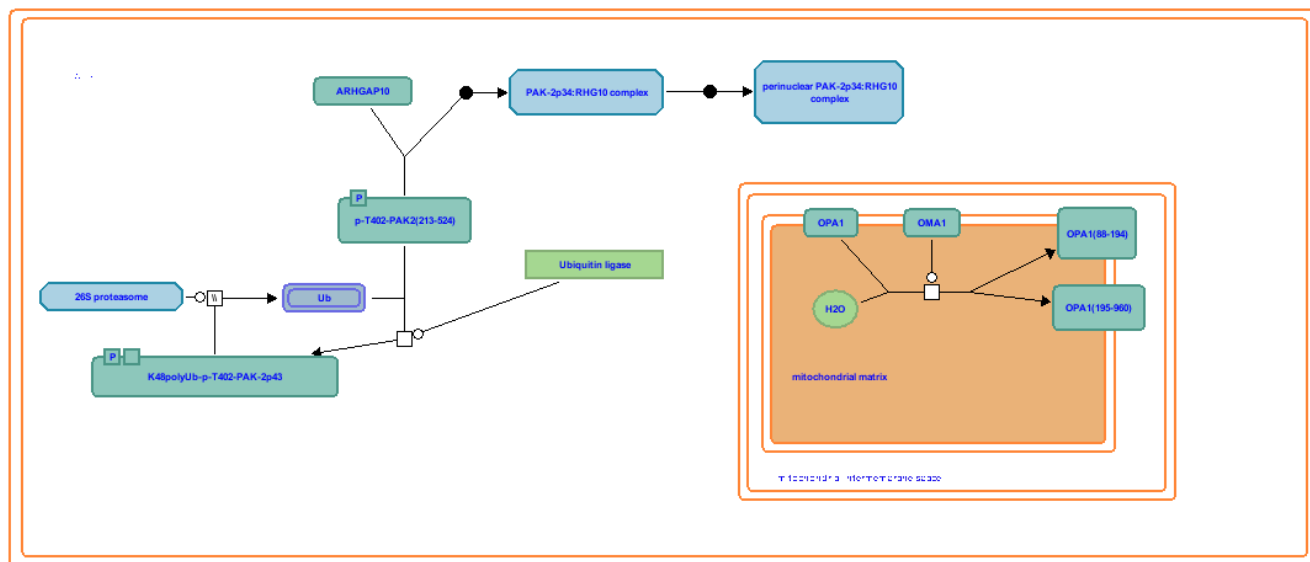 ARHGAP10
PAK-2p34:RHG10 complex
perinuclear PAK-2p34:RHG10
complex
P
p-T402-PAK2(213-524)
OPA1
OMA1
OPA1(88-194)
Ubiquitin ligase
26S proteasome
\\
Ub
H2O
OPA1(195-960)
P
K48polyUb-p-T402-PAK-2p43
mitochondrial matrix